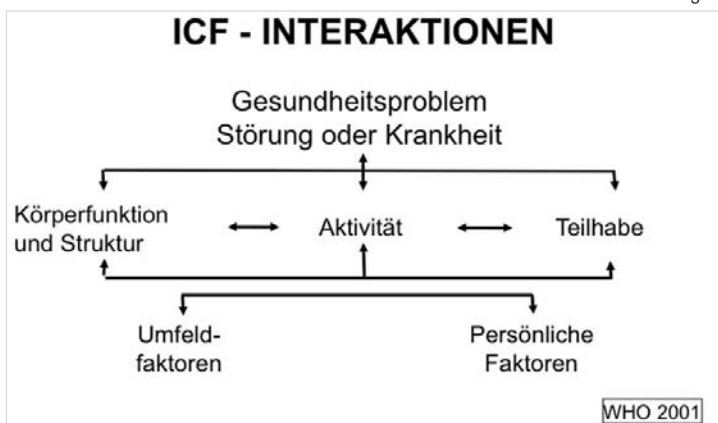 ICF - INTERAKTIONEN
Gesundheitsproblem
Störung oder Krankheit
Körperfunktion
und Struktur
Aktivität
Teilhabe
Umfeld-
faktoren
Persönliche
Faktoren
WHO 2001